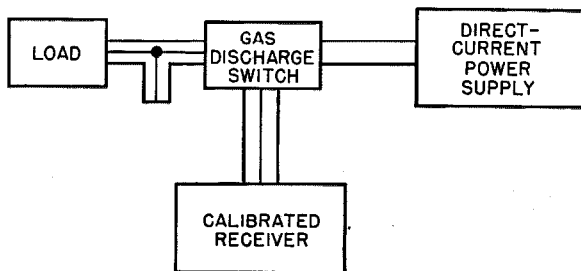 LOAD
GAS
DISCHARGE
SWITCH
DIRECT-
CURRENT
POWER
SUPPLY
CALIBRATED
RECEIVER